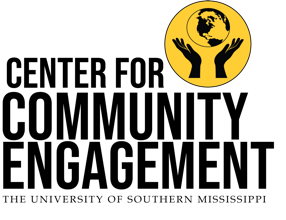 CENTER FOR
COMMUNITY
ENGAGEMENT
THE UNIVERSITY OF SOUTHERN MISSISSIPPI